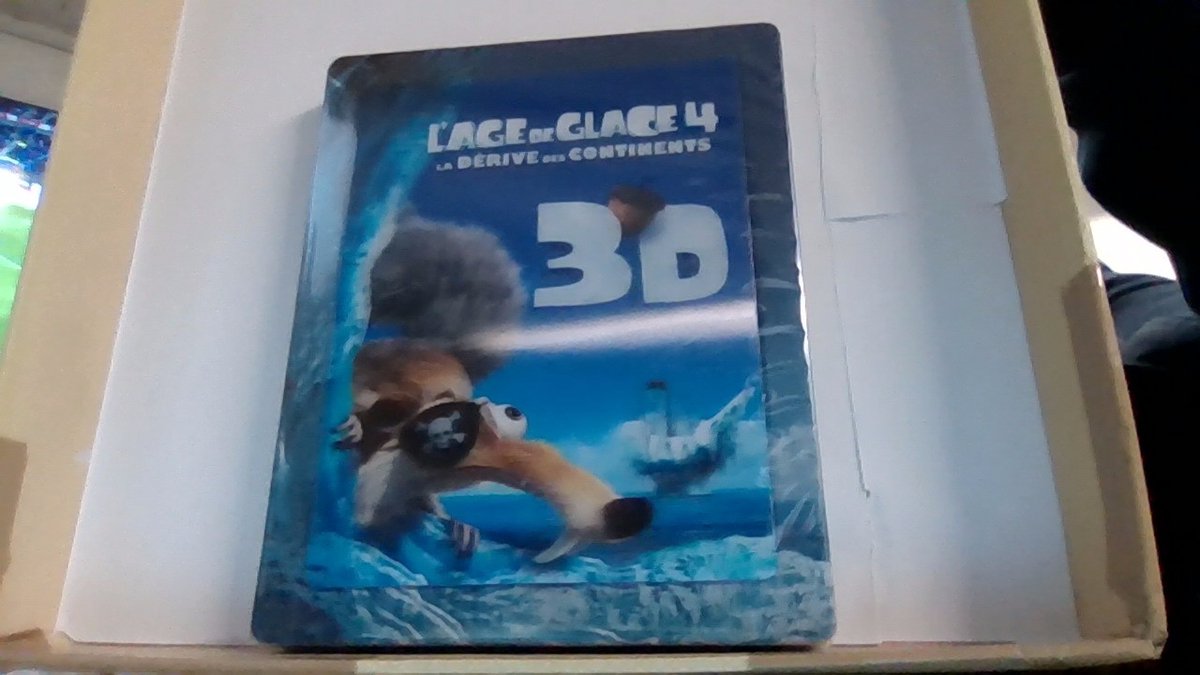 L'AGE DE GLACE 4
LA DÉRIVE DES CONTINENTS
3D